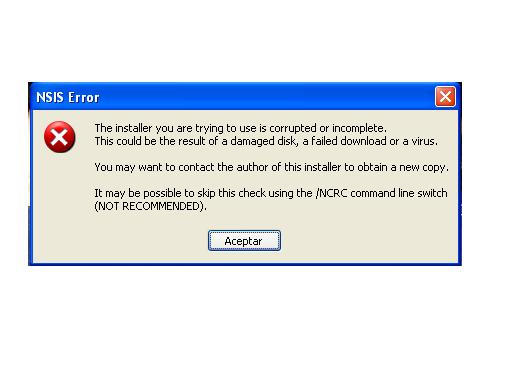 NSIS Error
The installer you are trying to use is corrupted or incomplete.
This could be the result of a damaged disk, a failed download or a virus.
You may want to contact the author of this installer to obtain a new copy.
It may be possible to skip this check using the /NCRC command line switch
(NOT RECOMMENDED).
Aceptar